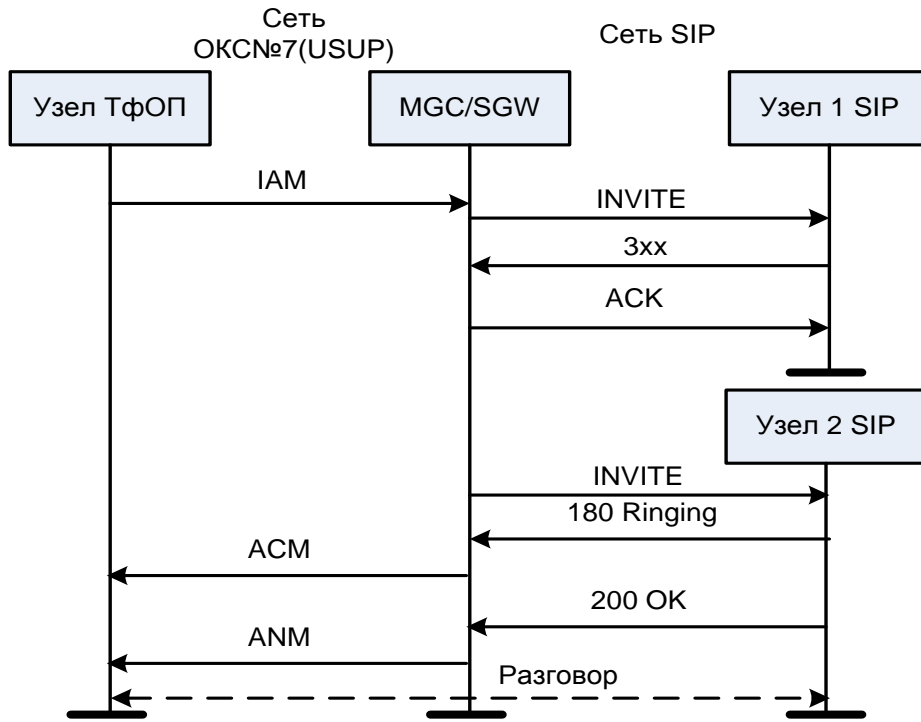 Сеть
ОКС№7(USUP)
Сеть SIP
Узел ТфОП
MGC/SGW
Узел 1 SIP
IAM
INVITE
3xx
ACK
Узел 2 SIP
INVITE
180 Ringing
ACM
200 OK
ANM
Разговор